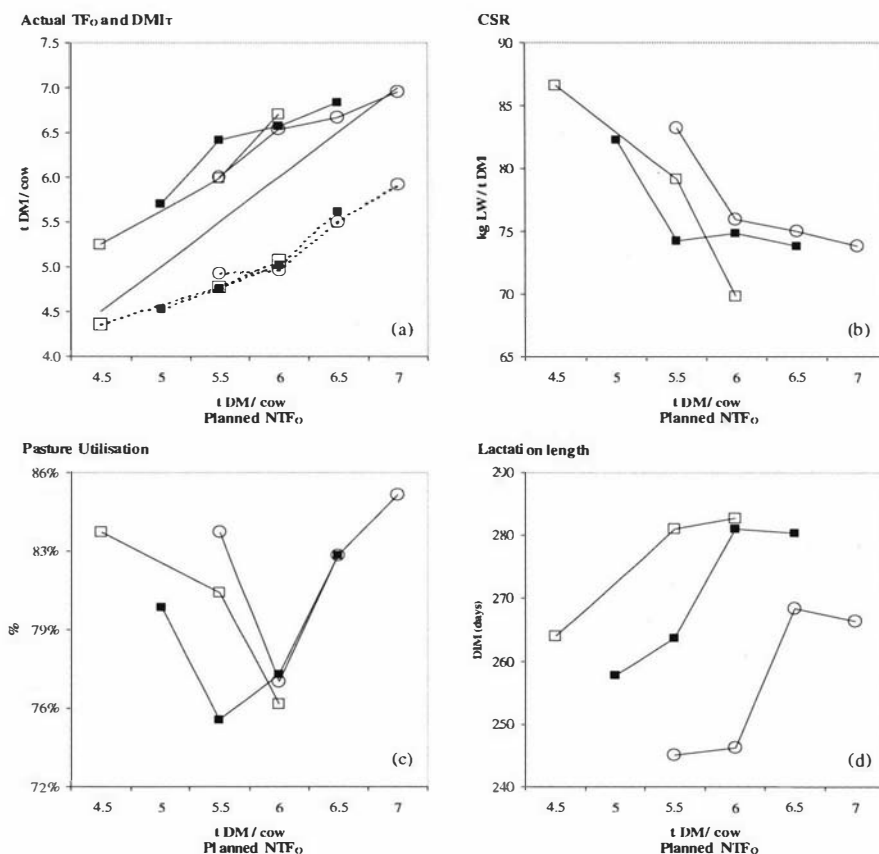 Actual TFO and DMIT
7.5
7.0
6.5
6.0
5.5
5.0
4.5
4.0
t DM/ cow
(a)
4.5 5 5.5 6 6.5 7
t DM/ cow
Planned NTFO
CSR
90
85
80
75
70
65
kg LW/ t DMI
(b)
4.5 5 5.5 6 6.5 7
t DM/ cow
Planned NTFO
Pasture Utilisation
86%
83%
79%
76%
72%
%
(c)
4.5 5 5.5 6 6.5 7
t DM/ cow
Planned NTFO
Lactation length
290
280
270
260
250
240
DIM (days)
(d)
4.5 5 5.5 6 6.5 7
t DM/ cow
Planned NTFO